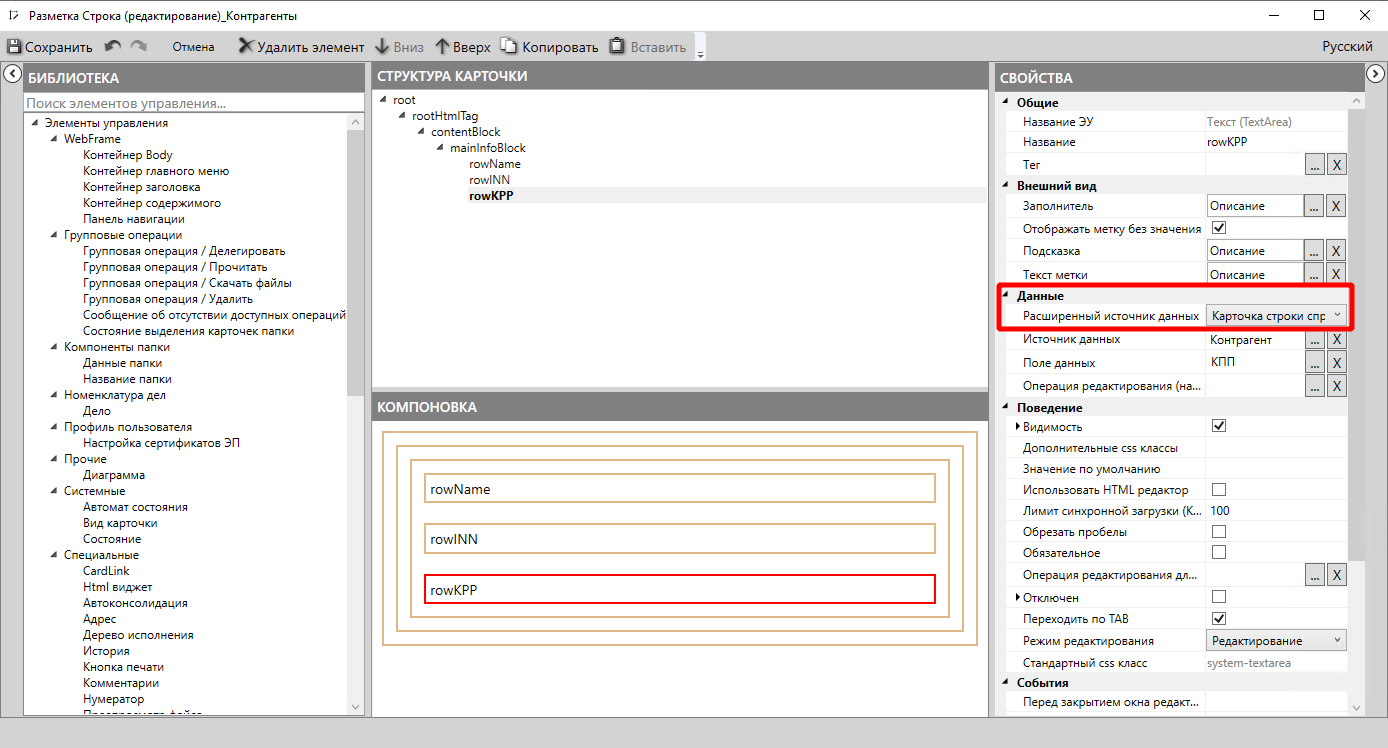 Разметка Строка (редактирование)_Контрагенты
Сохранить Отмена Удалить элемент Вниз Вверх Копировать Вставить Русский
БИБЛИОТЕКА
Поиск элементов управления...
Элементы управления
WebFrame
Контейнер Body
Контейнер главного меню
Контейнер заголовка
Контейнер содержимого
Панель навигации
Групповые операции
Групповая операция / Делегировать
Групповая операция / Прочитать
Групповая операция / Скачать файлы
Групповая операция / Удалить
Сообщение об отсутствии доступных операций
Состояние выделения карточек папки
Компоненты папки
Данные папки
Название папки
Номенклатура дел
Дело
Профиль пользователя
Настройка сертификатов ЭП
Прочие
Диаграмма
Системные
Автомат состояния
Вид карточки
Состояние
Специальные
CardLink
Html виджет
Автоконсолидация
Адрес
Дерево исполнения
История
Кнопка печати
Комментарии
Нумератор
СТРУКТУРА КАРТОЧКИ
root
rootHtmlTag
contentBlock
mainInfoBlock
rowName
rowINN
rowKPP
КОМПОНОВКА
rowName
rowINN
rowKPP
СВОЙСТВА
Общие
Название ЭУ Текст (TextArea)
Название rowKPP
Тег ... X
Внешний вид
Заполнитель Описание ... X
Отображать метку без значения
Подсказка Описание ... X
Текст метки Описание ... X
Данные
Расширенный источник данных Карточка строки спр
Источник данных Контрагент ... X
Поле данных КПП ... X
Операция редактирования (на... ... X
Поведение
Видимость
Дополнительные css классы
Значение по умолчанию
Использовать HTML редактор
Лимит синхронной загрузки (К... 100
Обрезать пробелы
Обязательное
Операция редактирования дл... ... X
Отключен
Переходить по TAB
Режим редактирования Редактирование
Стандартный css класс system-textarea
События
Перед закрытием окна редакт...